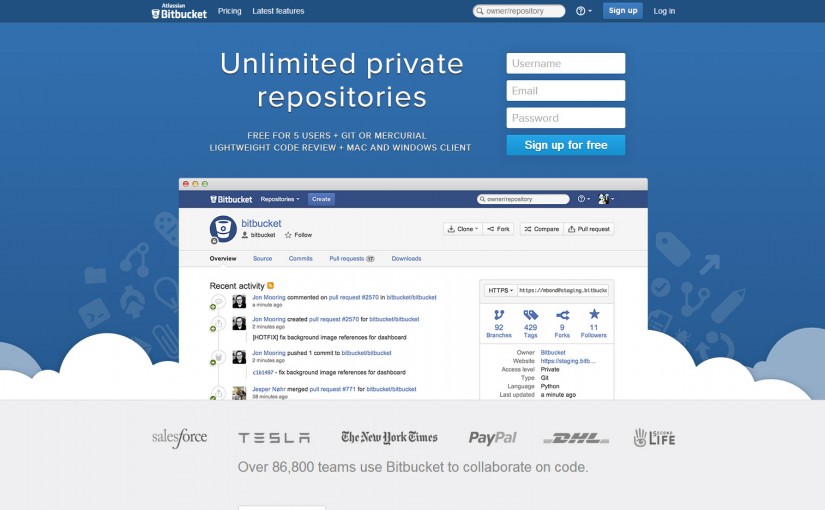 Atlassian
Bitbucket Pricing Latest features owner/repository Sign up Log in
Unlimited private
repositories
FREE FOR 5 USERS + GIT OR MERCURIAL
LIGHTWEIGHT CODE REVIEW + MAC AND WINDOWS CLIENT
Username
Email
Password
Sign up for free
Bitbucket Repositories Create owner/repository
bitbucket
bitbucket Follow
Clone Fork Compare Pull request
Overview Source Commits Pull requests 17 Downloads
Recent activity
Jon Mooring commented on pull request #2570 in bitbucket/bitbucket
a minute ago
Jon Mooring created pull request #2570 for bitbucket/bitbucket
2 minutes ago
[HOTFIX] fix background image references for dashboard
Jon Mooring pushed 1 commit to bitbucket/bitbucket
2 minutes ago
- fix background image references for dashboard
Jesper Nøhr merged pull request #771 for bitbucket/bitbucket
38 minutes ago
HTTPS https://mbond@staging.bitbucke
92 429 9 11
Branches Tags Forks Followers
Owner Bitbucket
Website https://staging.bitb...
Access level Private
Type Git
Language Python
Last updated a minute ago
salesforce TESLA The New York Times PayPal DHL SECOND LIFE
Over 86,800 teams use Bitbucket to collaborate on code.